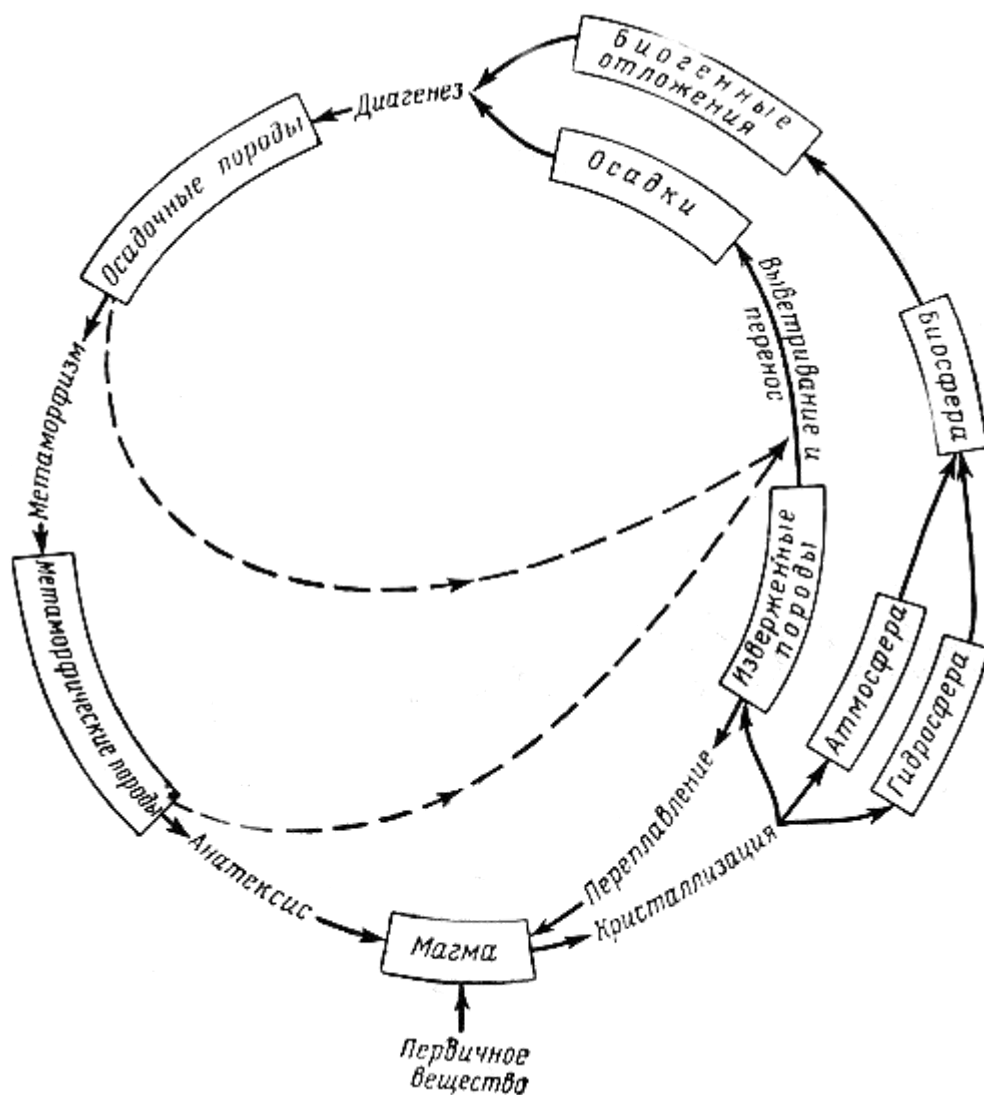 Биогенные
отложения
Диагенез
Осадки
Осадочные породы
Выветривание и
перенос
Биосфера
Метаморфизм
Изверженные
породы
Метаморфические породы
Атмосфера
Гидросфера
Переплавление
Анатексис
Кристаллизация
Магма
Первичное
вещество